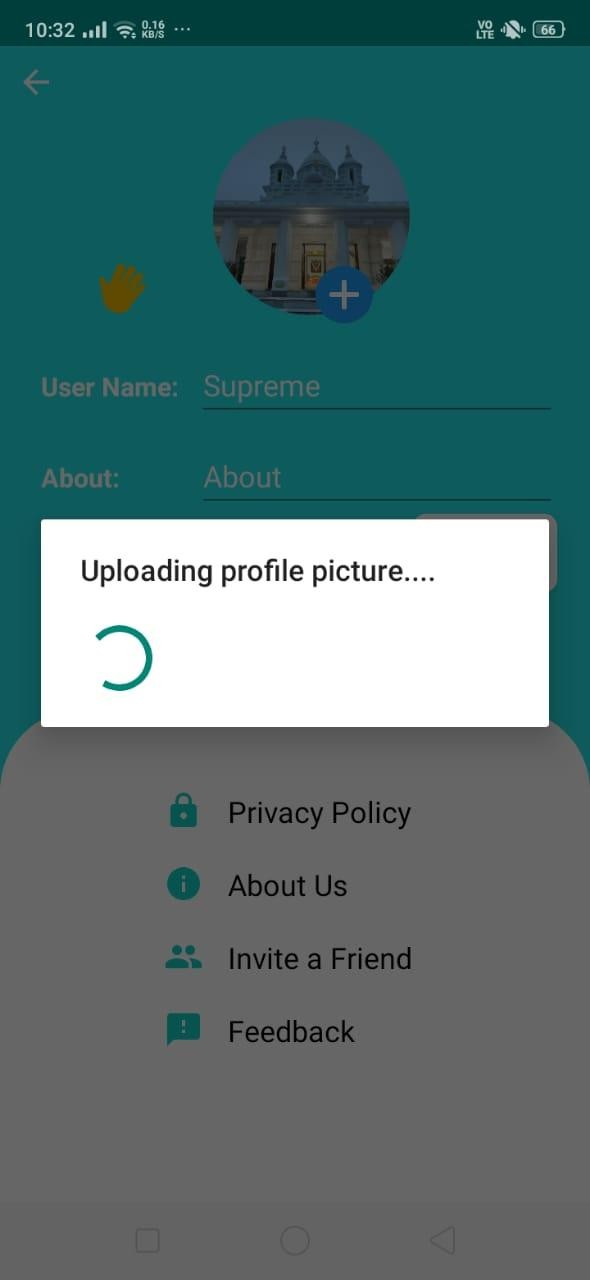 10:32 0.16 KB/S ... VO LTE 66
User Name: Supreme
About: About
Uploading profile picture....
Privacy Policy
About Us
Invite a Friend
Feedback